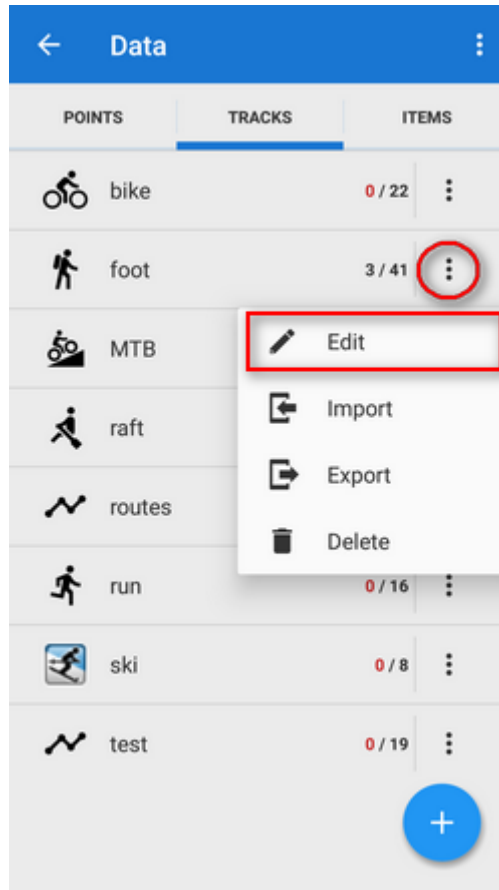 Data
POINTS TRACKS ITEMS
bike 0 / 22
foot 3 / 41
MTB
Edit
Import
raft
Export
routes
Delete
run 0 / 16
ski 0 / 8
test 0 / 19